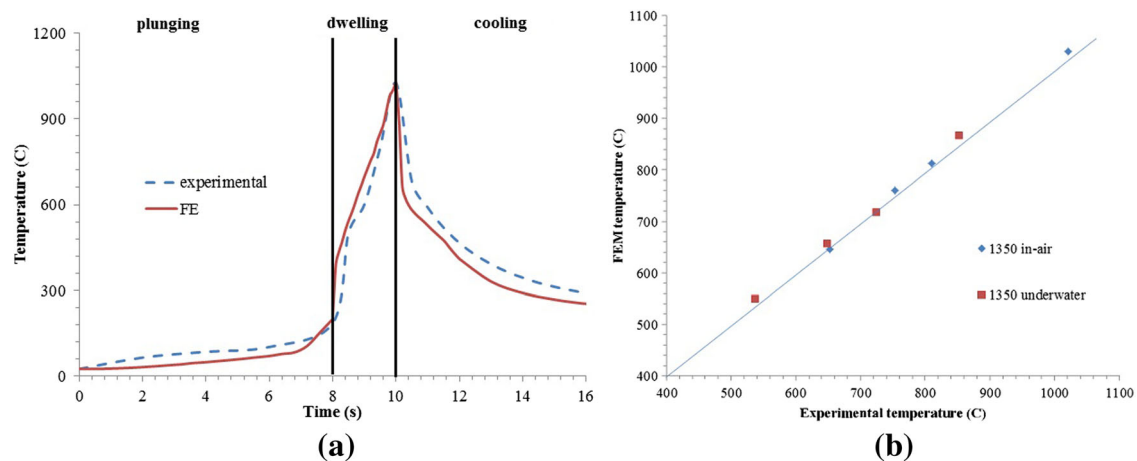 plunging dwelling cooling
1200
900
600
300
0
Temperature (C)
experimental
FE
0 2 4 6 8 10 12 14 16
Time (s)
(a)
1100
1000
900
800
700
600
500
400
FEM temperature (C)
1350 in-air
1350 underwater
400 500 600 700 800 900 1000 1100
Experimental temperature (C)
(b)